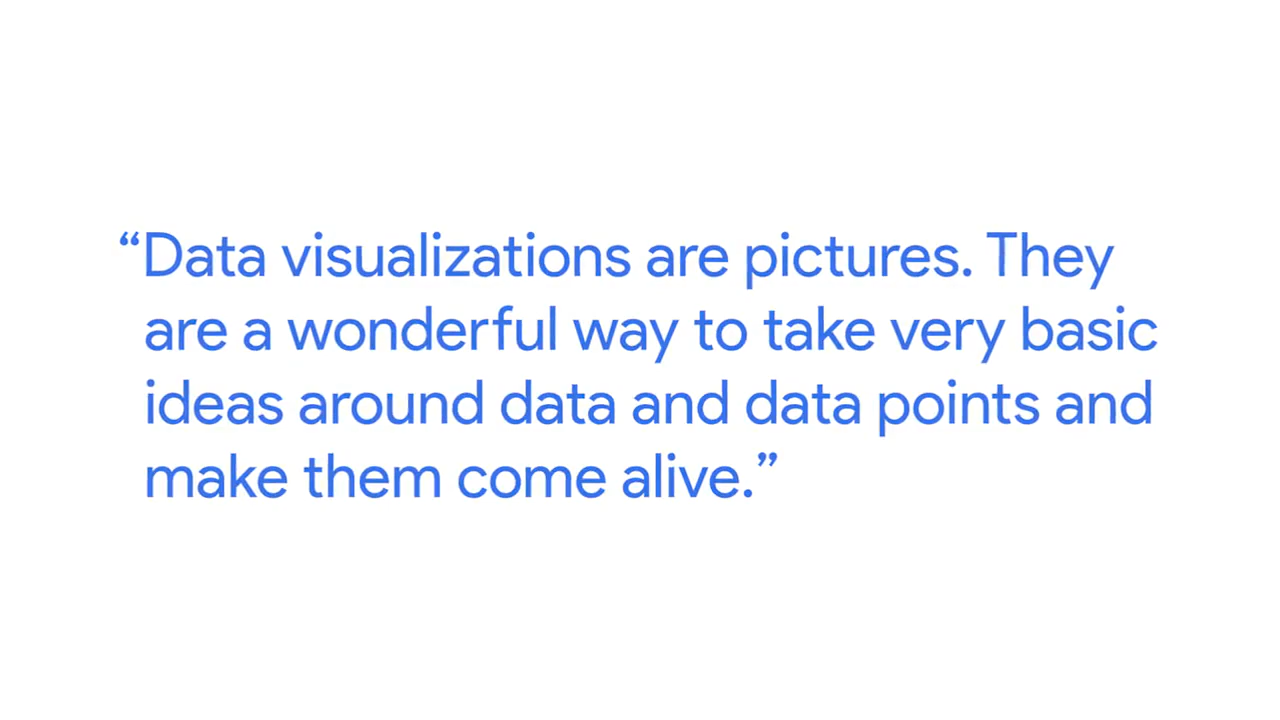 “Data visualizations are pictures. They
are a wonderful way to take very basic
ideas around data and data points and
make them come alive.”